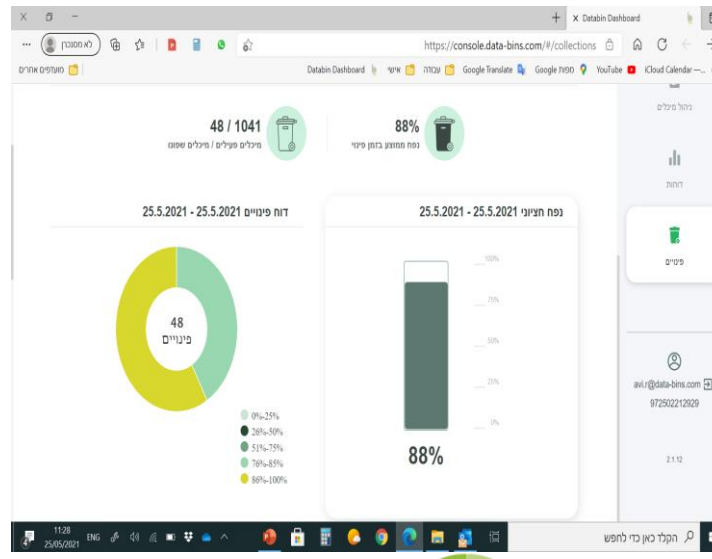 Databin Dashboard
https://console.data-bins.com/#/collections
לא מסונכרן
iCloud Calendar —...
YouTube
מפות Google
Google Translate
עבודה
אישי
Databin Dashboard
מועדפים אחרים
ניהול מיכלים
דוחות
פינויים
avi.r@data-bins.com
972502212929
2.1.12
88%
נפח ממוצע בזמן פינוי
48 / 1041
מיכלים פעילים / מיכלים שפונו
נפח חציוני 25.5.2021 - 25.5.2021
100%
75%
50%
25%
0%
88%
דוח פינויים 25.5.2021 - 25.5.2021
48
פינויים
0%-25%
26%-50%
51%-75%
76%-85%
86%-100%
הקלד כאן כדי לחפש
ENG
11:28
25/05/2021
4